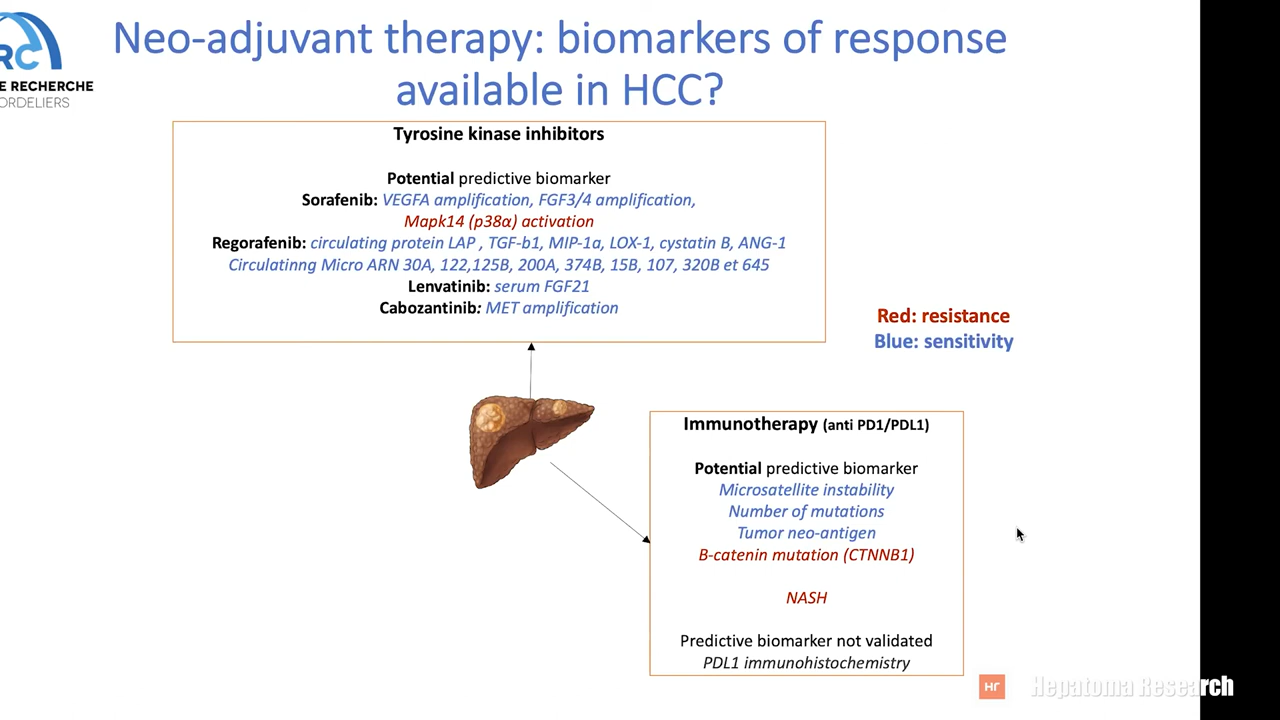 Neo-adjuvant therapy: biomarkers of response
available in HCC?
RC
E RECHERCHE
ORDELIERS
Tyrosine kinase inhibitors
Potential predictive biomarker
Sorafenib: VEGFA amplification, FGF3/4 amplification,
Mapk14 (p38α) activation
Regorafenib: circulating protein LAP , TGF-b1, MIP-1a, LOX-1, cystatin B, ANG-1
Circulatinng Micro ARN 30A, 122,125B, 200A, 374B, 15B, 107, 320B et 645
Lenvatinib: serum FGF21
Cabozantinib: MET amplification
Red: resistance
Blue: sensitivity
Immunotherapy (anti PD1/PDL1)
Potential predictive biomarker
Microsatellite instability
Number of mutations
Tumor neo-antigen
B-catenin mutation (CTNNB1)
NASH
Predictive biomarker not validated
PDL1 immunohistochemistry
Hr Hepatoma Research